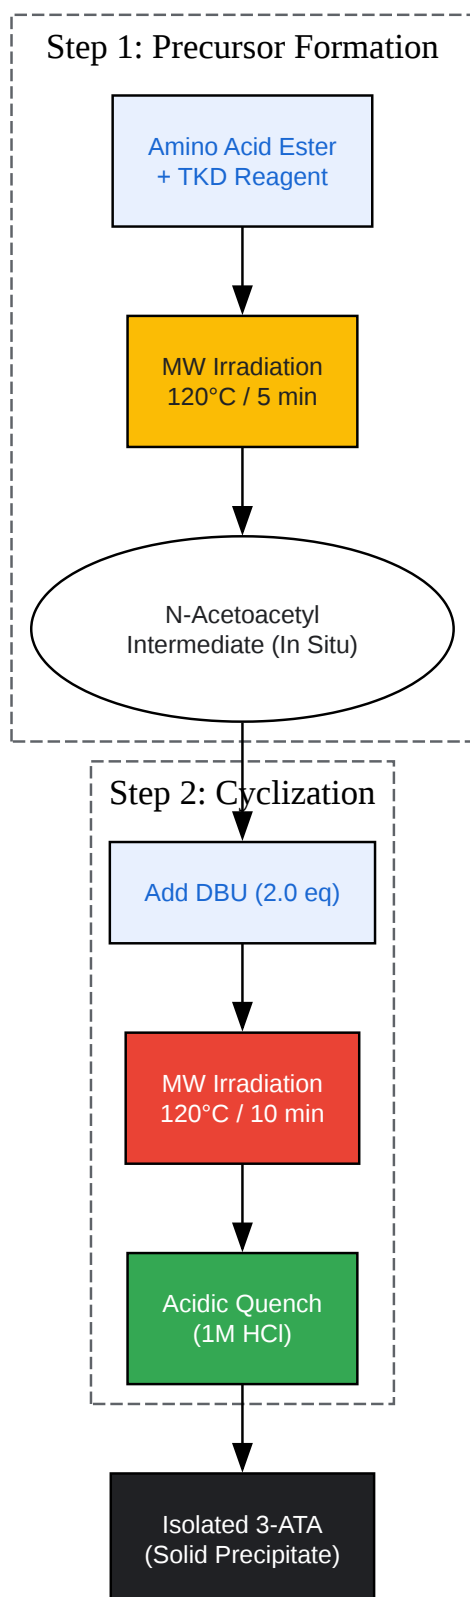 Step 1: Precursor Formation
Amino Acid Ester
+ TKD Reagent
MW Irradiation
120°C / 5 min
N-Acetoacetyl
Intermediate (In Situ)
Step 2: Cyclization
Add DBU (2.0 eq)
MW Irradiation
120°C / 10 min
Acidic Quench
(1M HCl)
Isolated 3-ATA
(Solid Precipitate)